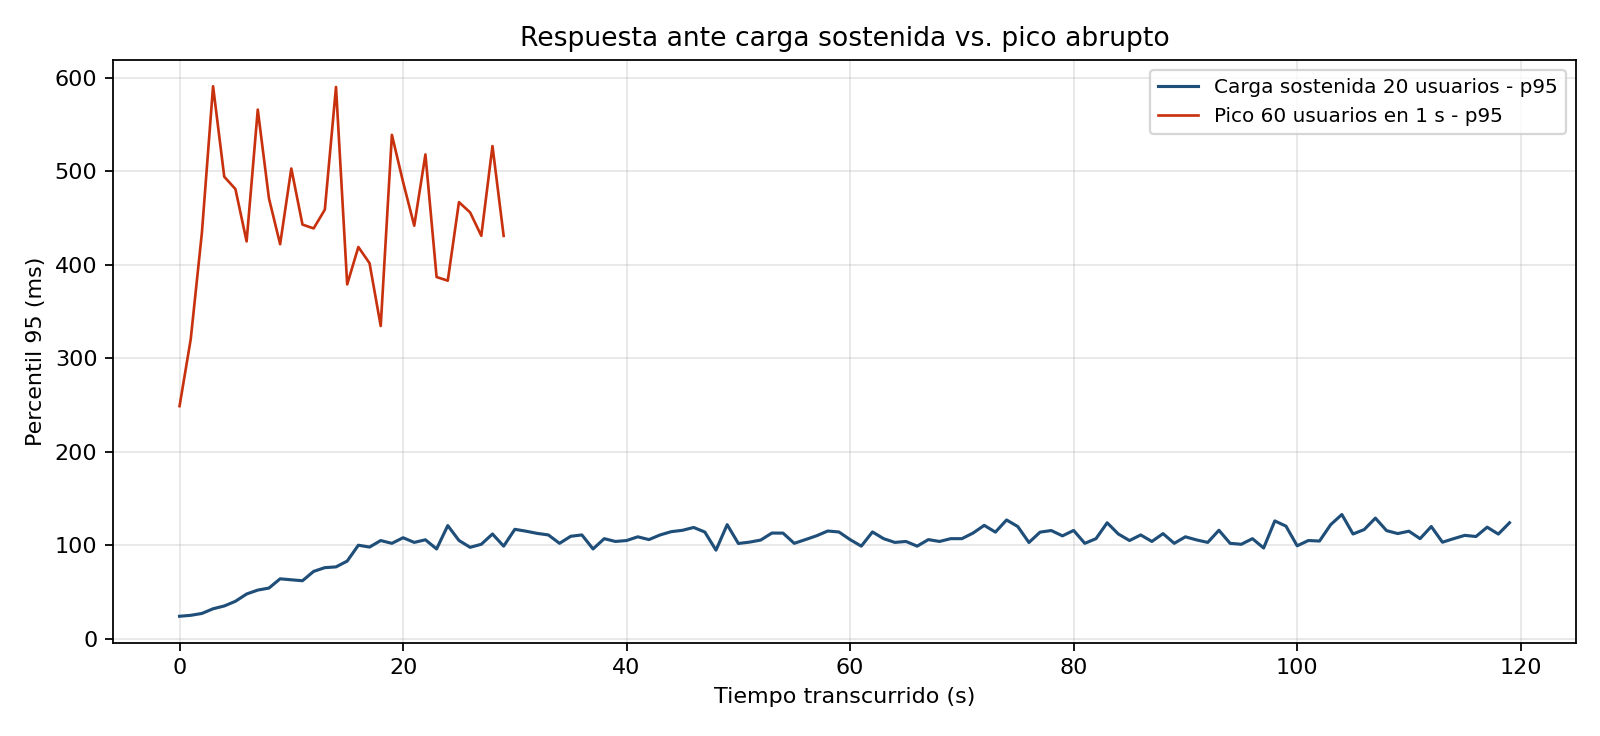 Respuesta ante carga sostenida vs. pico abrupto
Carga sostenida 20 usuarios - p95
Pico 60 usuarios en 1 s - p95
Percentil 95 (ms)
600
500
400
300
200
100
0
0 20 40 60 80 100 120
Tiempo transcurrido (s)